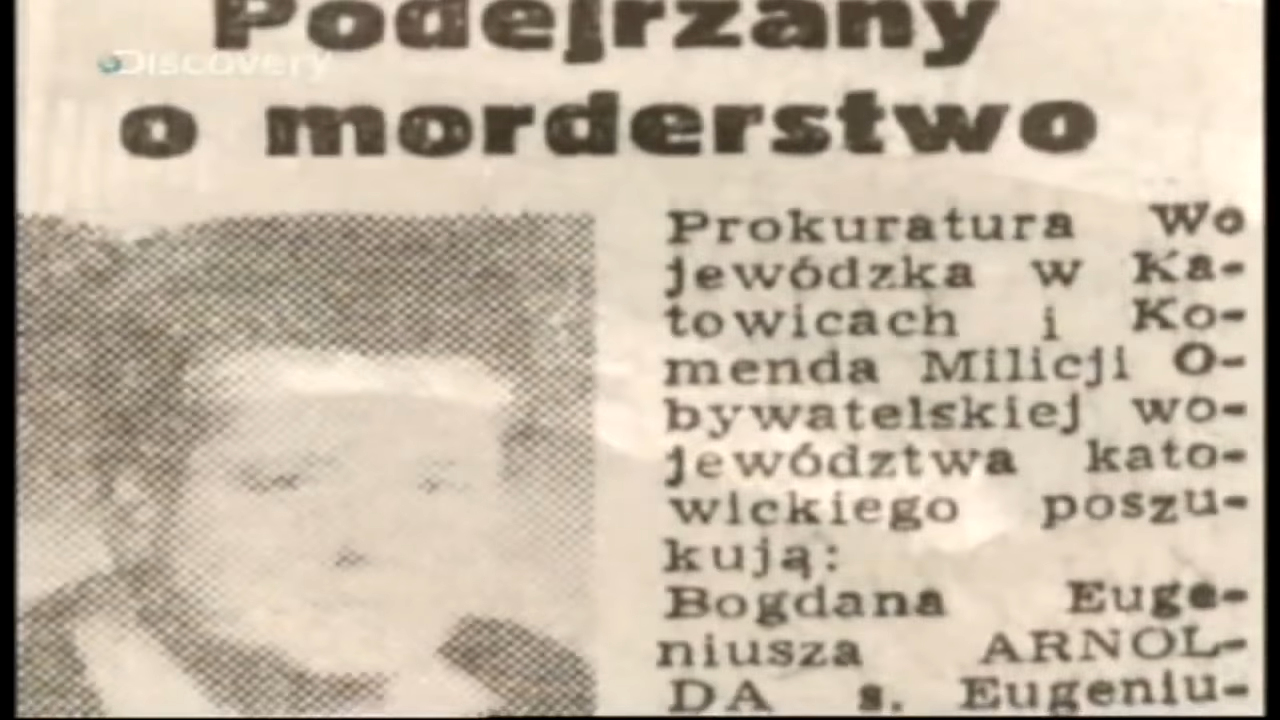 Podejrzany
Discovery
o morderstwo
Prokuratura Wo
jewódzka w Ka-
towicach i Ko-
menda Milicji O-
bywatelskiej wo-
jewództwa kato-
wickiego poszu-
kują:
Bogdana Euge-
niusza ARNOL-
DA s. Eugeniu-